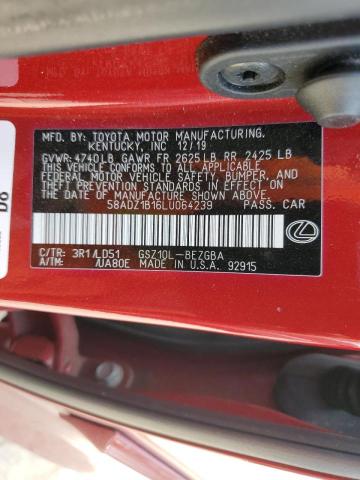 MFD. BY: TOYOTA MOTOR MANUFACTURING.
KENTUCKY, INC 12/19
GVWR: 4740LB GAWR FR 2625LB RR 2425 LB
THIS VEHICLE CONFORMS TO ALL APPLICABLE
FEDERAL MOTOR VEHICLE SAFETY, BUMPER, AND
THEFT PREVENTION STANDARDS IN EFFECT ON
THE DATE OF MANUFACTURE SHOWN ABOVE.
58ADZ1B16LU064239 PASS. CAR
C/TR: 3R1/LD51 GSZ10L-BEZGBA
A/TM: /UA80E MADE IN U.S.A. 92915